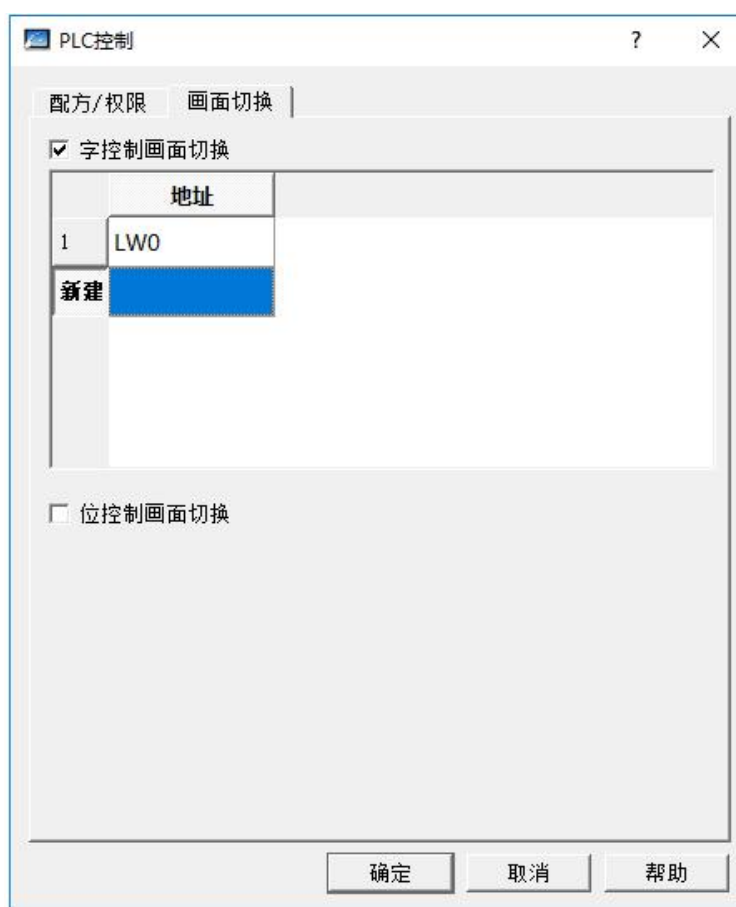 PLC控制 ?
配方/权限 画面切换
字控制画面切换
地址
1 LW0
新建
位控制画面切换
确定 取消 帮助